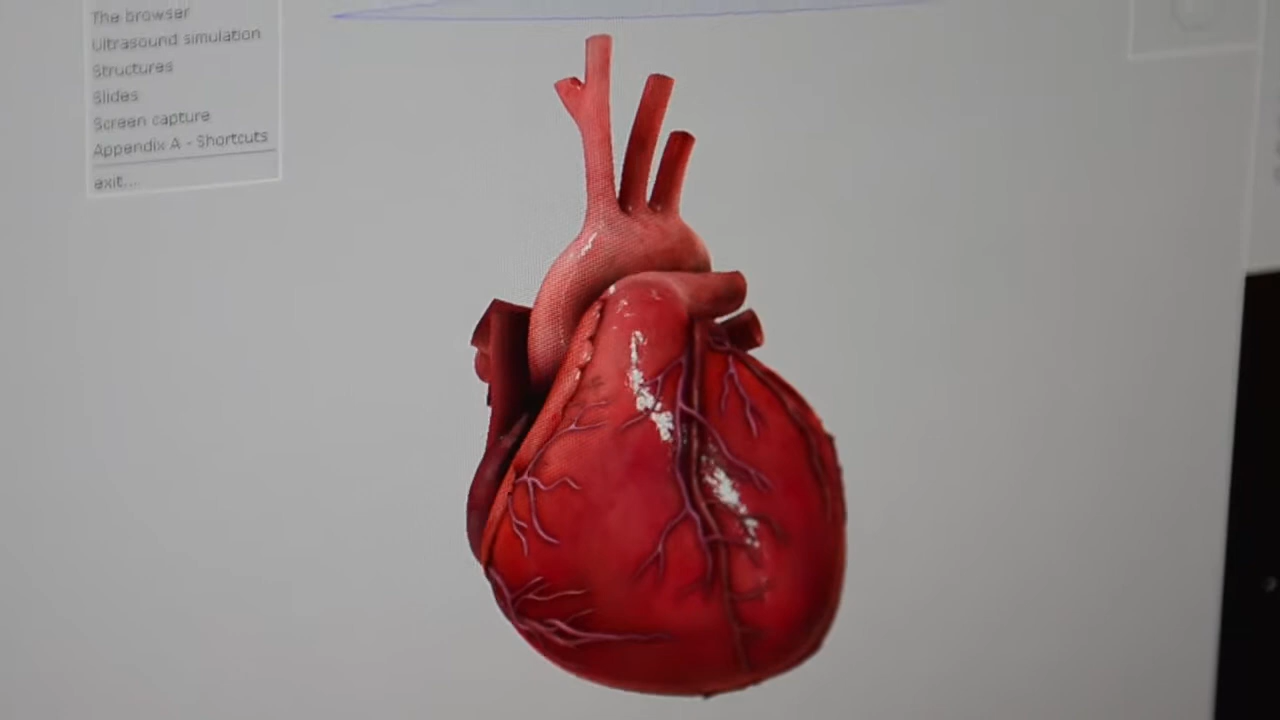 The browser
Ultrasound simulation
Structures
Slides
Screen capture
Appendix A - Shortcuts
exit...